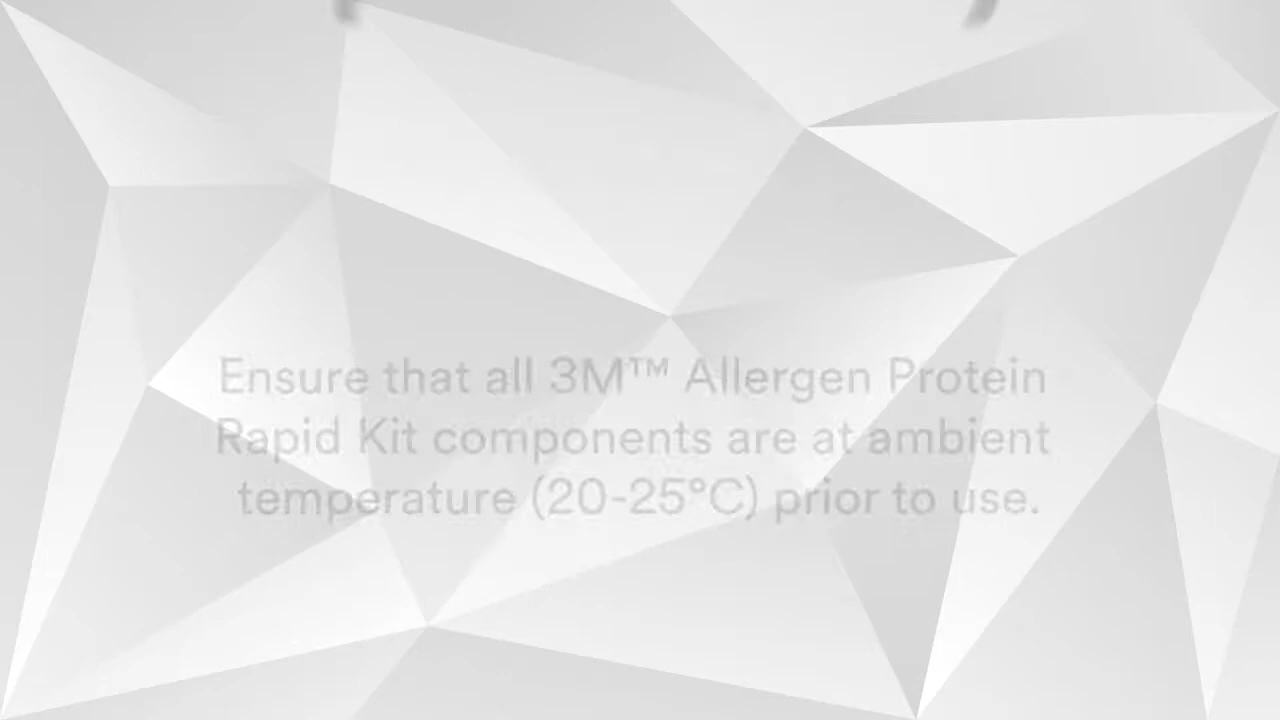 Ensure that all 3M™ Allergen Protein
Rapid Kit components are at ambient
temperature (20-25°C) prior to use.